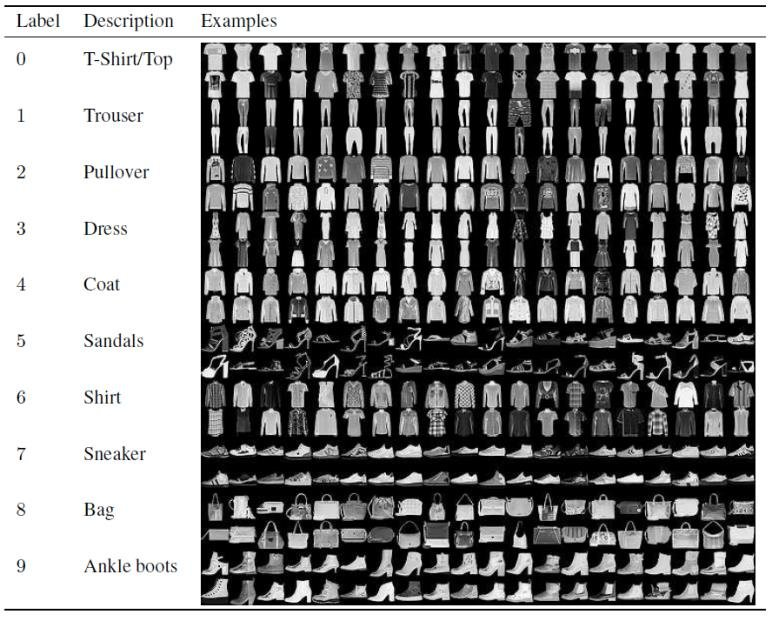 Label Description Examples
0 T-Shirt/Top
1 Trouser
2 Pullover
3 Dress
4 Coat
5 Sandals
6 Shirt
7 Sneaker
8 Bag
9 Ankle boots